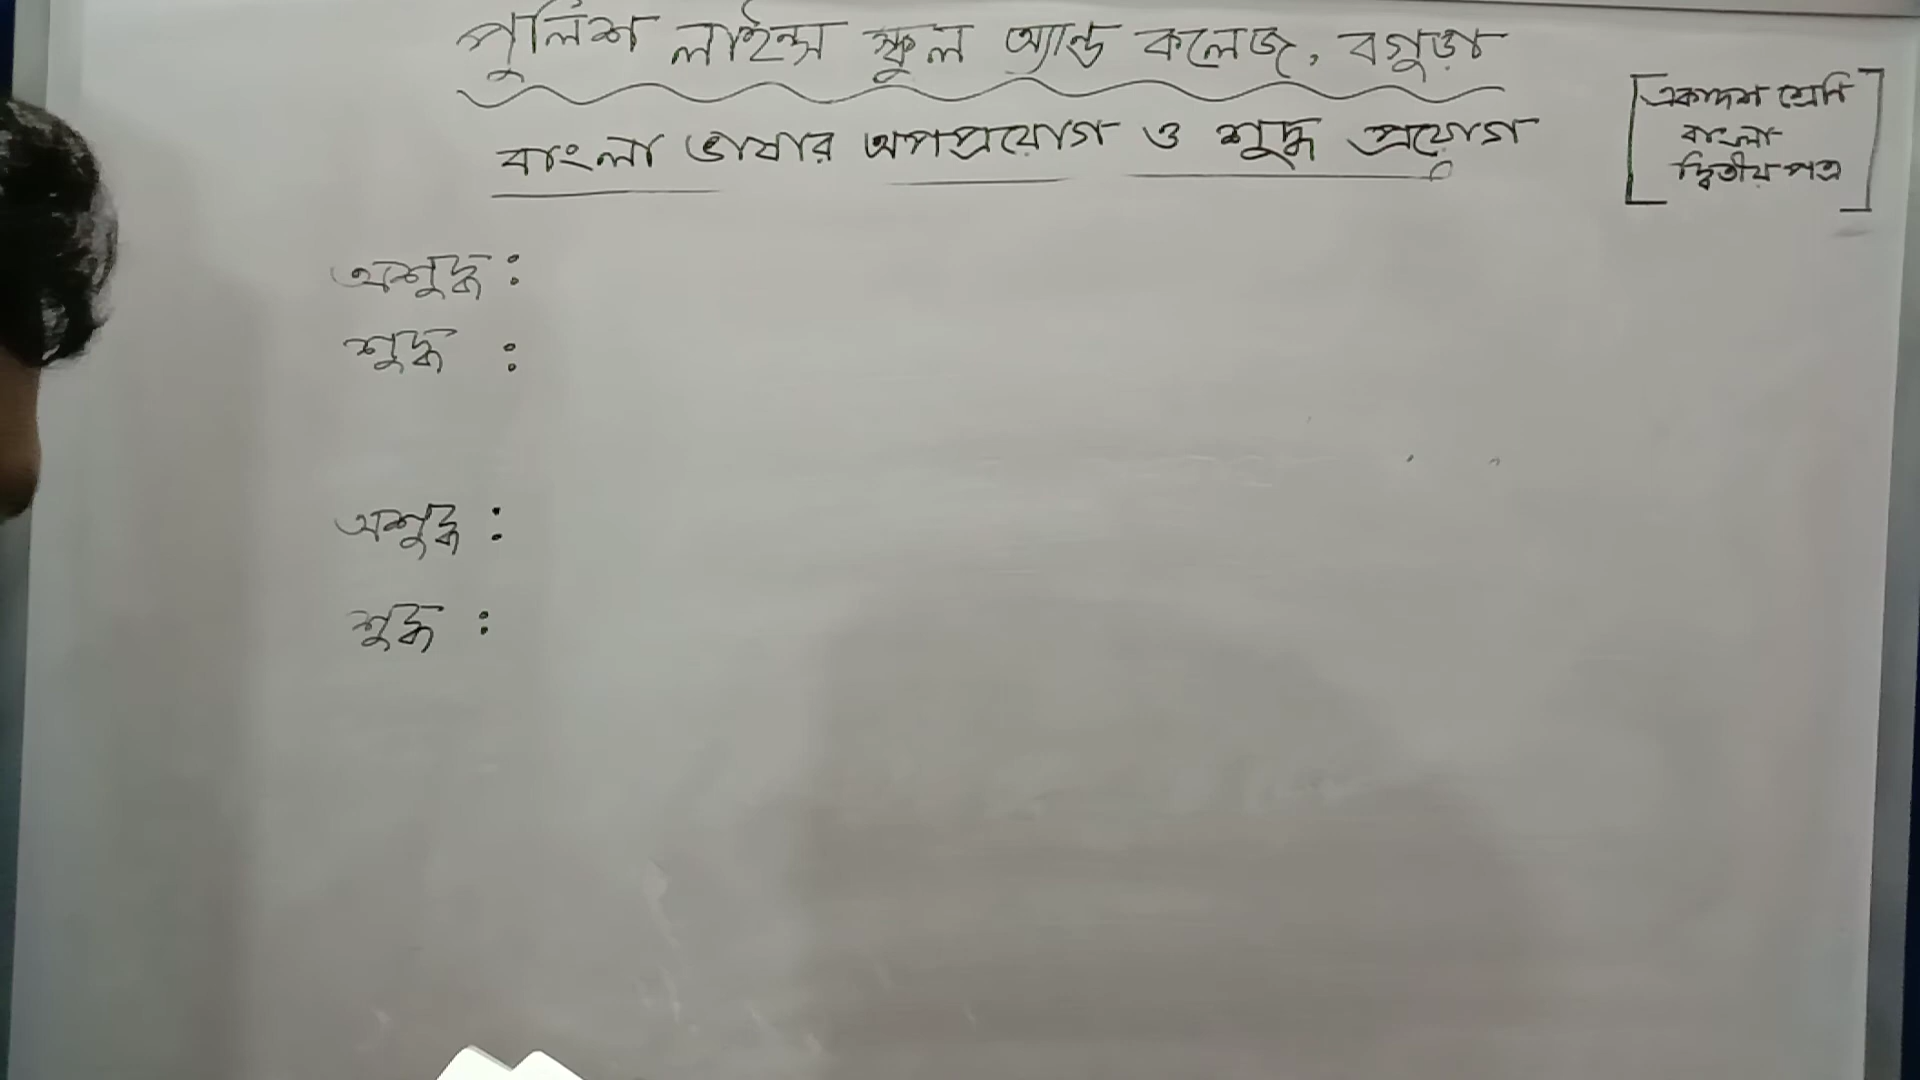 পুলিশ লাইন্স স্কুল অ্যান্ড কলেজ, বগুড়া
বাংলা ভাষার অপপ্রয়োগ ও শুদ্ধ প্রয়োগ
[একাদশ শ্রেণি
বাংলা
দ্বিতীয় পত্র]
অশুদ্ধ :
শুদ্ধ :
অশুদ্ধ :
শুদ্ধ :